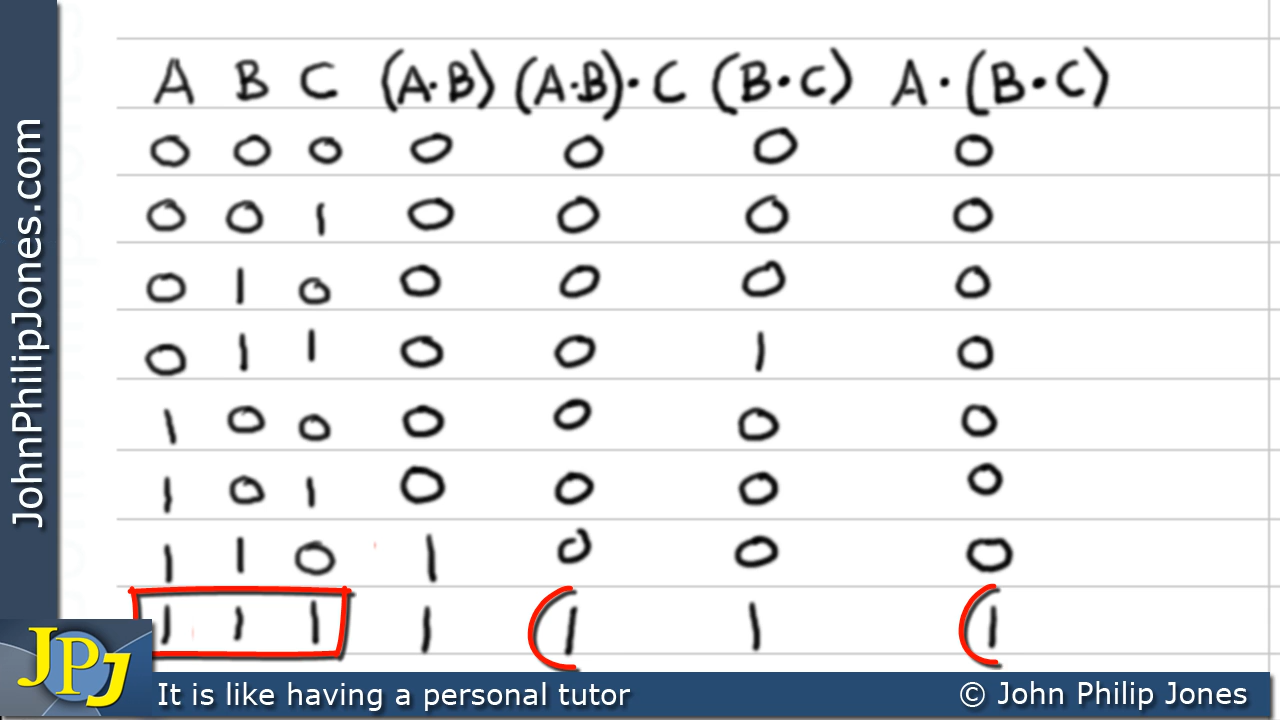 A B C (A·B) (A·B)·C (B·C) A·(B·C)
0 0 0 0 0 0 0
0 0 1 0 0 0 0
0 1 0 0 0 0 0
0 1 1 0 0 1 0
1 0 0 0 0 0 0
1 0 1 0 0 0 0
1 1 0 1 0 0 0
1 1 1 1 1 1 1
JohnPhilipJones.com
JPJ
It is like having a personal tutor
© John Philip Jones